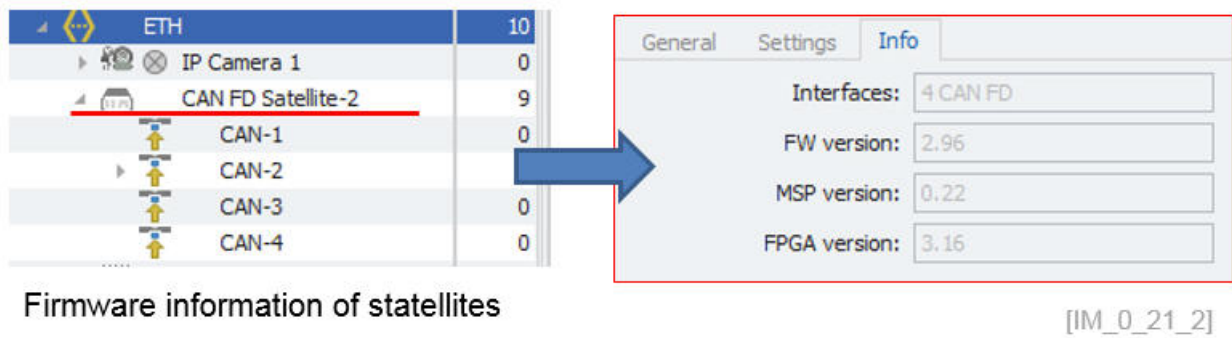 ETH 10
IP Camera 1 0
CAN FD Satellite-2 9
CAN-1 0
CAN-2
CAN-3 0
CAN-4 0
General Settings Info
Interfaces: 4 CAN FD
FW version: 2.96
MSP version: 0.22
FPGA version: 3.16
Firmware information of statellites
[IM_0_21_2]